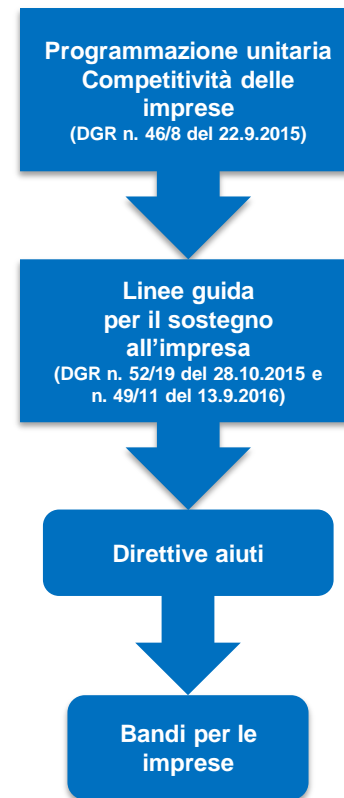 Programmazione unitaria
Competitività delle
imprese
(DGR n. 46/8 del 22.9.2015)
Linee guida
per il sostegno
all’impresa
(DGR n. 52/19 del 28.10.2015 e
n. 49/11 del 13.9.2016)
Direttive aiuti
Bandi per le
imprese